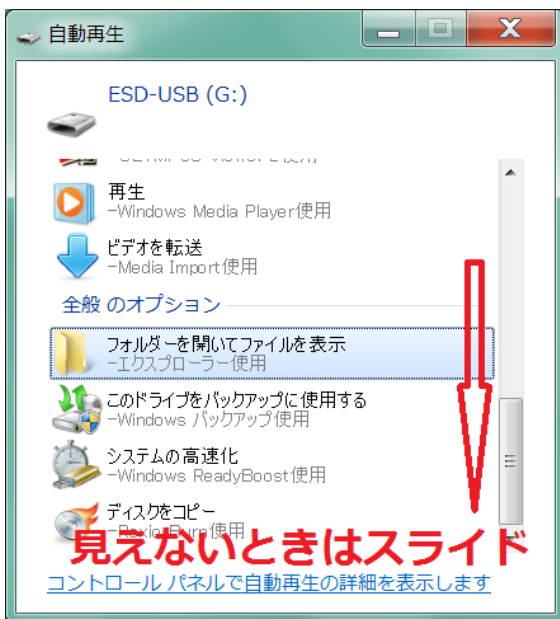 自動再生
ESD-USB (G:)
再生
-Windows Media Player使用
ビデオを転送
-Media Import使用
全般 のオプション
フォルダーを開いてファイルを表示
-エクスプローラー使用
このドライブをバックアップに使用する
-Windows バックアップ使用
システムの高速化
-Windows ReadyBoost使用
ディスクをコピー
-Roxio Burn使用
見えないときはスライド
コントロール パネルで自動再生の詳細を表示します